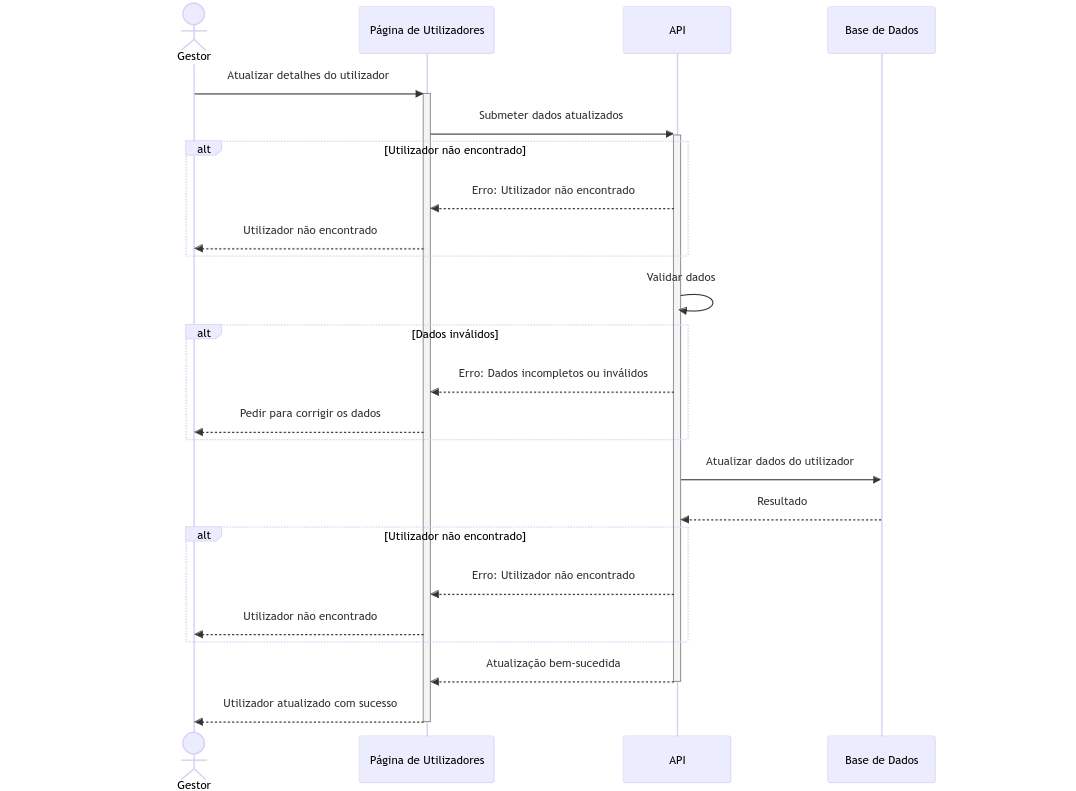 Gestor
Página de Utilizadores
API
Base de Dados
Atualizar detalhes do utilizador
Submeter dados atualizados
alt
[Utilizador não encontrado]
Erro: Utilizador não encontrado
Utilizador não encontrado
Validar dados
alt
[Dados inválidos]
Erro: Dados incompletos ou inválidos
Pedir para corrigir os dados
Atualizar dados do utilizador
Resultado
alt
[Utilizador não encontrado]
Erro: Utilizador não encontrado
Utilizador não encontrado
Atualização bem-sucedida
Utilizador atualizado com sucesso
Gestor
Página de Utilizadores
API
Base de Dados